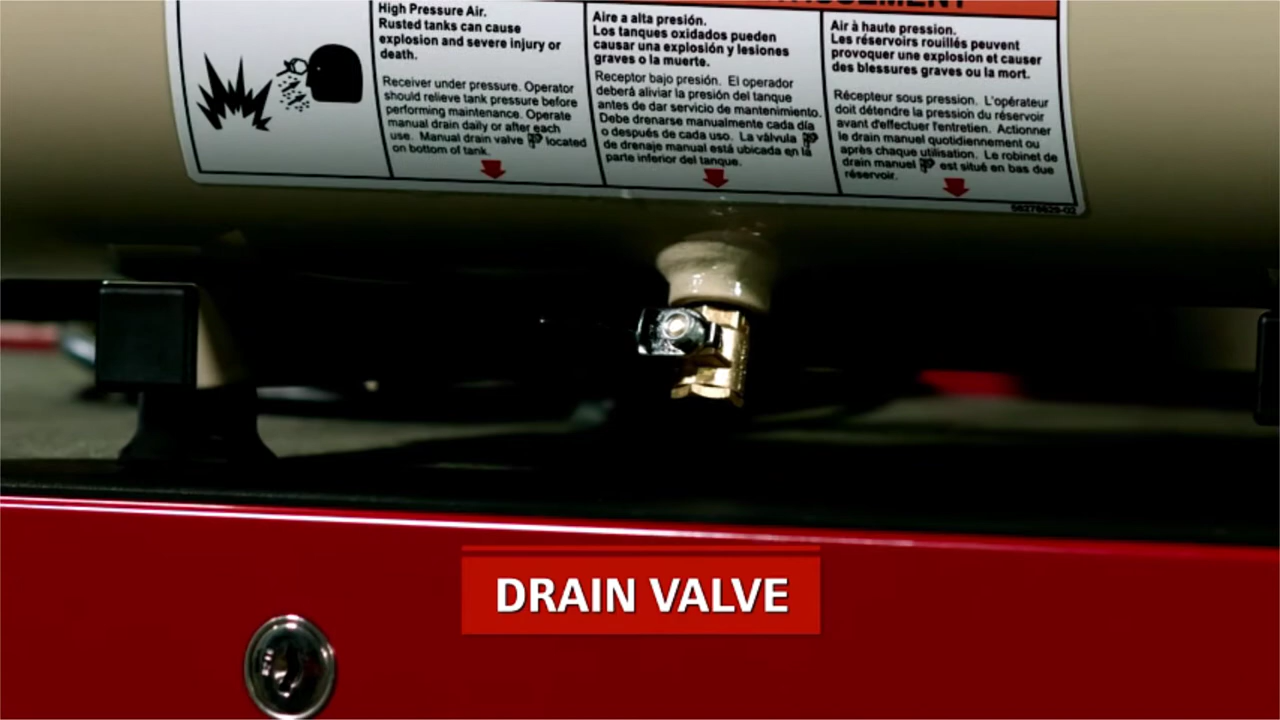 High Pressure Air.
Rusted tanks can cause
explosion and severe injury or
death.
Receiver under pressure. Operator
should relieve tank pressure before
performing maintenance. Operate
manual drain daily or after each
use. Manual drain valve located
on bottom of tank.
Aire a alta presión.
Los tanques oxidados pueden
causar una explosión y lesiones
graves o la muerte.
Receptor bajo presión. El operador
deberá aliviar la presión del tanque
antes de dar servicio de mantenimiento.
Debe drenarse manualmente cada día
o después de cada uso. La válvula
de drenaje manual está ubicada en la
parte inferior del tanque.
Air à haute pression.
Les réservoirs rouillés peuvent
provoquer une explosion et causer
des blessures graves ou la mort.
Récepteur sous pression. L'opérateur
doit détendre la pression du réservoir
avant d'effectuer l'entretien. Actionner
le drain manuel quotidiennement ou
après chaque utilisation. Le robinet de
drain manuel est situé en bas due
réservoir.
DRAIN VALVE